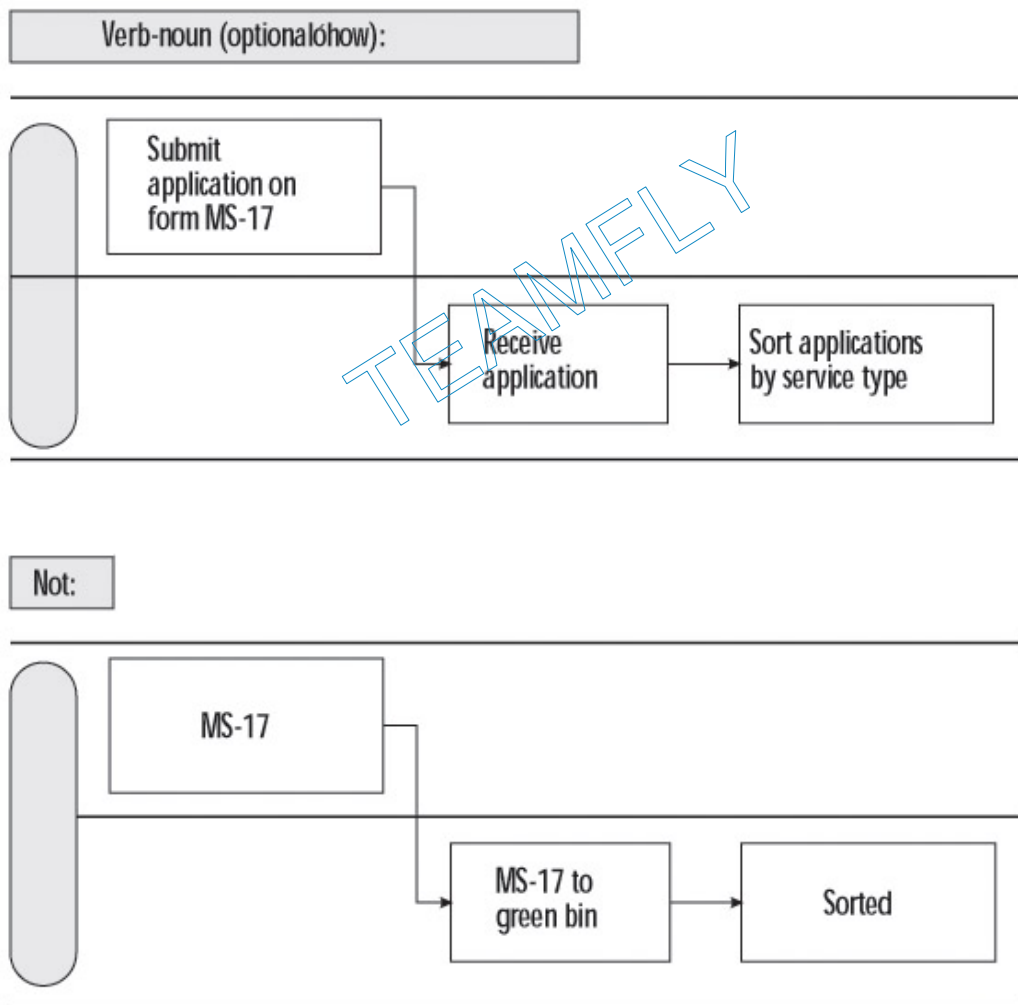 Verb-noun (optionalóhow):
Submit
application on
form MS-17
TEAMFLY
Receive
application
Sort applications
by service type
Not:
MS-17
MS-17 to
green bin
Sorted